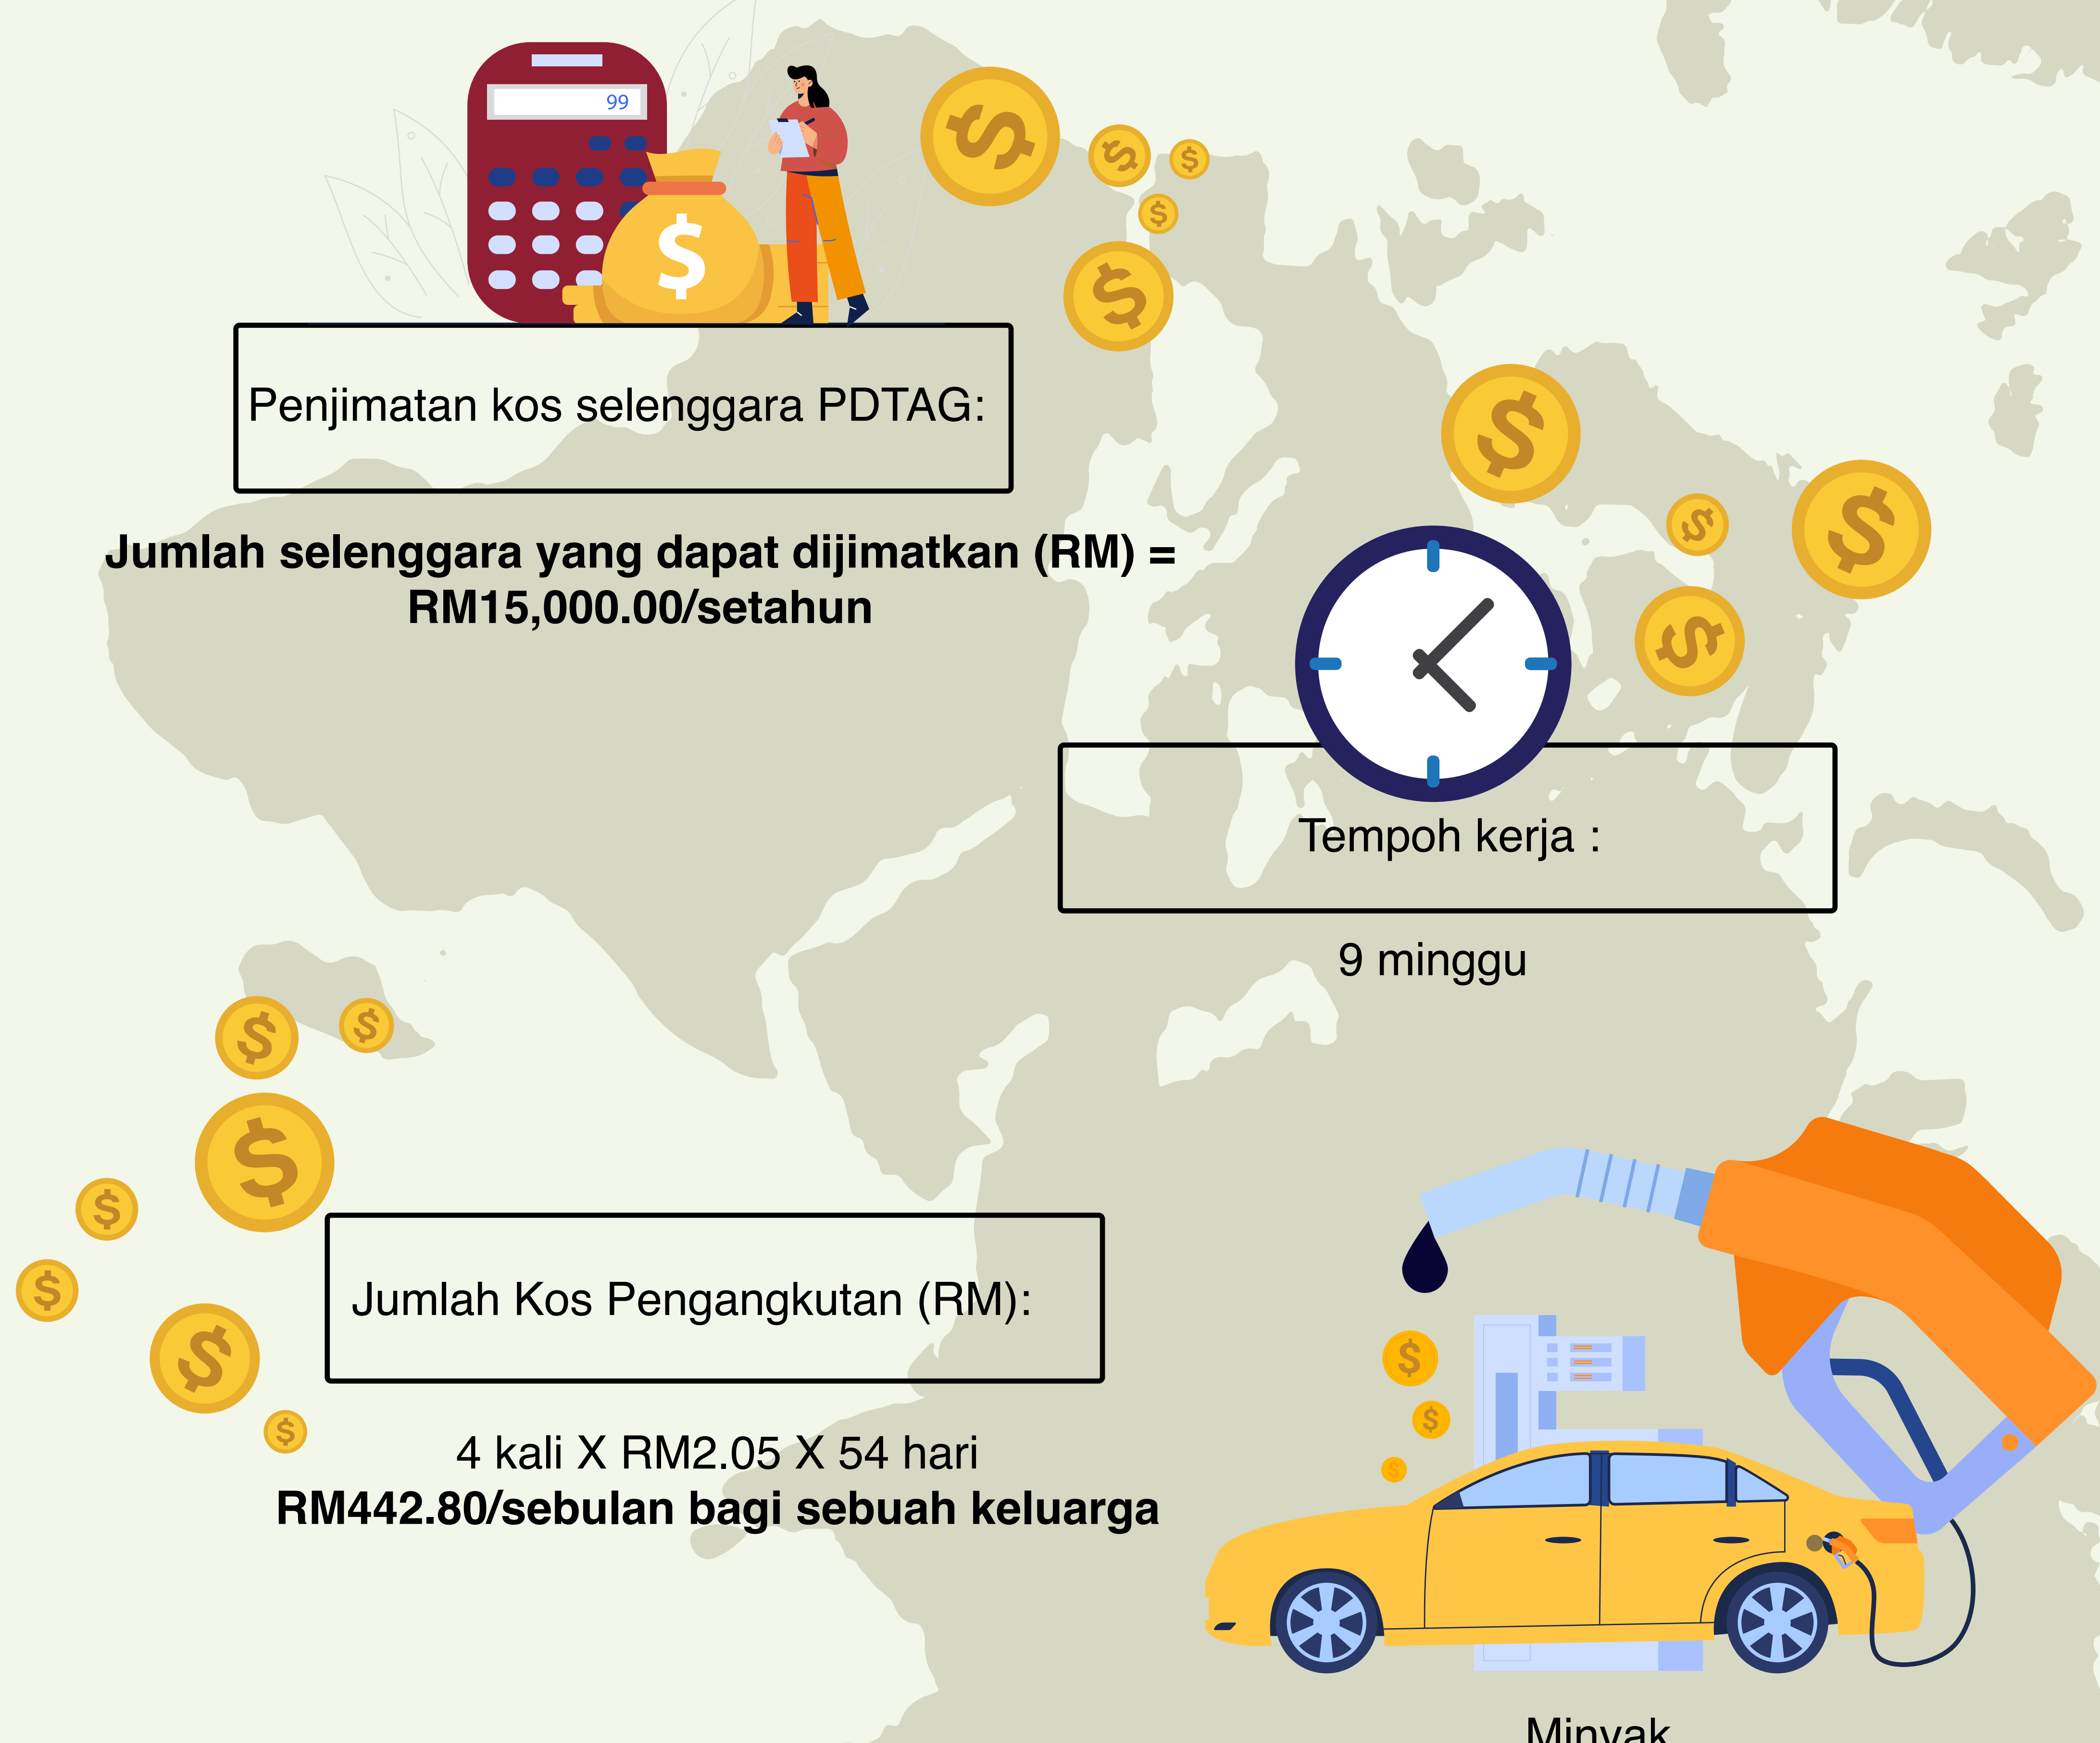 99
Penjimatan kos selenggara PDTAG:
Jumlah selenggara yang dapat dijimatkan (RM) =
RM15,000.00/setahun
Tempoh kerja :
9 minggu
Jumlah Kos Pengangkutan (RM):
4 kali X RM2.05 X 54 hari
RM442.80/sebulan bagi sebuah keluarga
Minyak